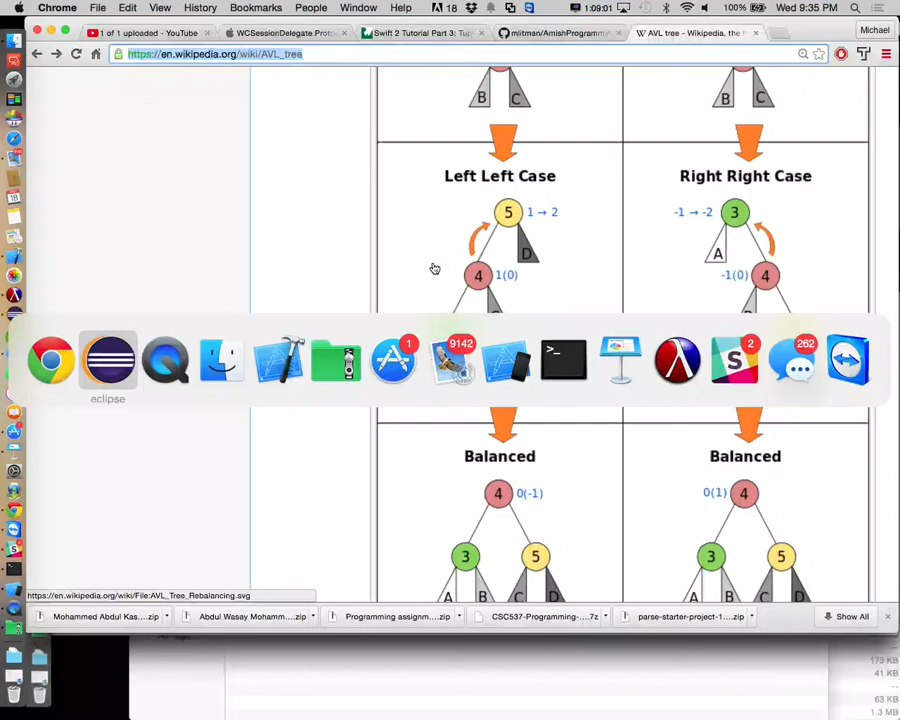 Chrome File Edit View History Bookmarks People Window Help 18 1:09:01 100% Wed 9:35 PM
1 of 1 uploaded - YouTube
WCSessionDelegate Protoc
Swift 2 Tutorial Part 3: Tup
mlitman/AmishProgrammi
AVL tree - Wikipedia, the f
Michael
https://en.wikipedia.org/wiki/AVL_tree
B C
B C
Left Left Case
Right Right Case
5 1 → 2
-1 → -2 3
D
A
4 1(0)
-1(0) 4
1
9142
2
262
eclipse
Balanced
Balanced
4 0(-1)
0(1) 4
3 5
3 5
A B C D
A B C D
https://en.wikipedia.org/wiki/File:AVL_Tree_Rebalancing.svg
Mohammed Abdul Kas....zip
Abdul Wasay Mohamm....zip
Programming assignm....zip
CSC537-Programming-....7z
parse-starter-project-1....zip
Show All
173 KB
41 KB
--
63 KB
1.3 MB